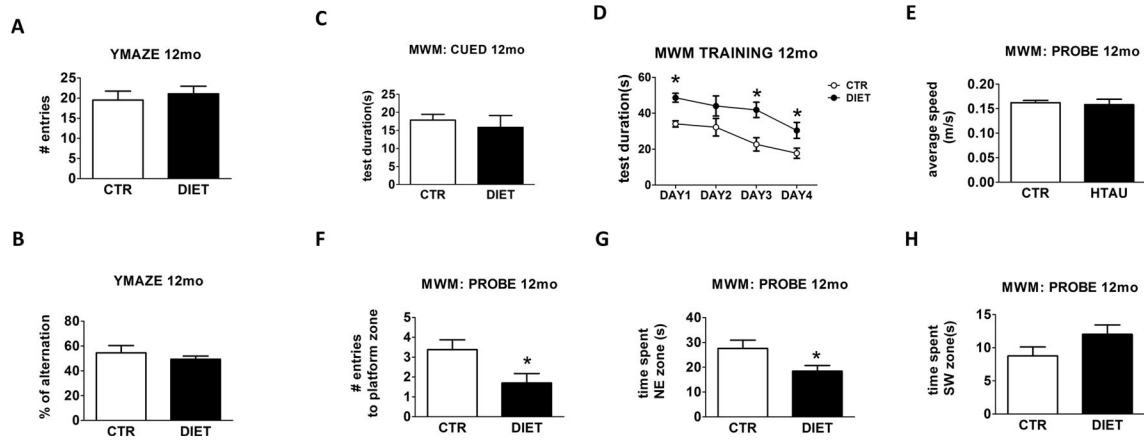 A
YMAZE 12mo
# entries
25
20
15
10
5
0
CTR DIET
B
YMAZE 12mo
% of alternation
80
60
40
20
0
CTR DIET
C
MWM: CUED 12mo
test duration(s)
25
20
15
10
5
0
CTR DIET
D
MWM TRAINING 12mo
test duration(s)
60
40
20
0
* * *
CTR
DIET
DAY1 DAY2 DAY3 DAY4
E
MWM: PROBE 12mo
average speed
(m/s)
0.20
0.15
0.10
0.15
0.00
CTR HTAU
F
MWM: PROBE 12mo
# entries
to platform zone
5
4
3
2
1
0
*
CTR DIET
G
MWM: PROBE 12mo
time spent
NE zone (s)
40
30
20
10
0
*
CTR DIET
H
MWM: PROBE 12mo
time spent
SW zone(s)
15
10
5
0
CTR DIET